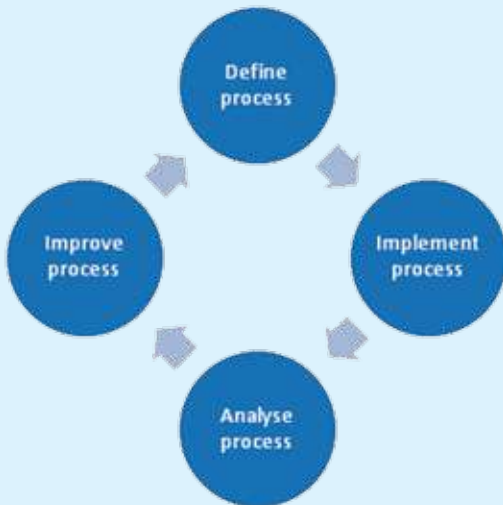 Define
process
Implement
process
Analyse
process
Improve
process